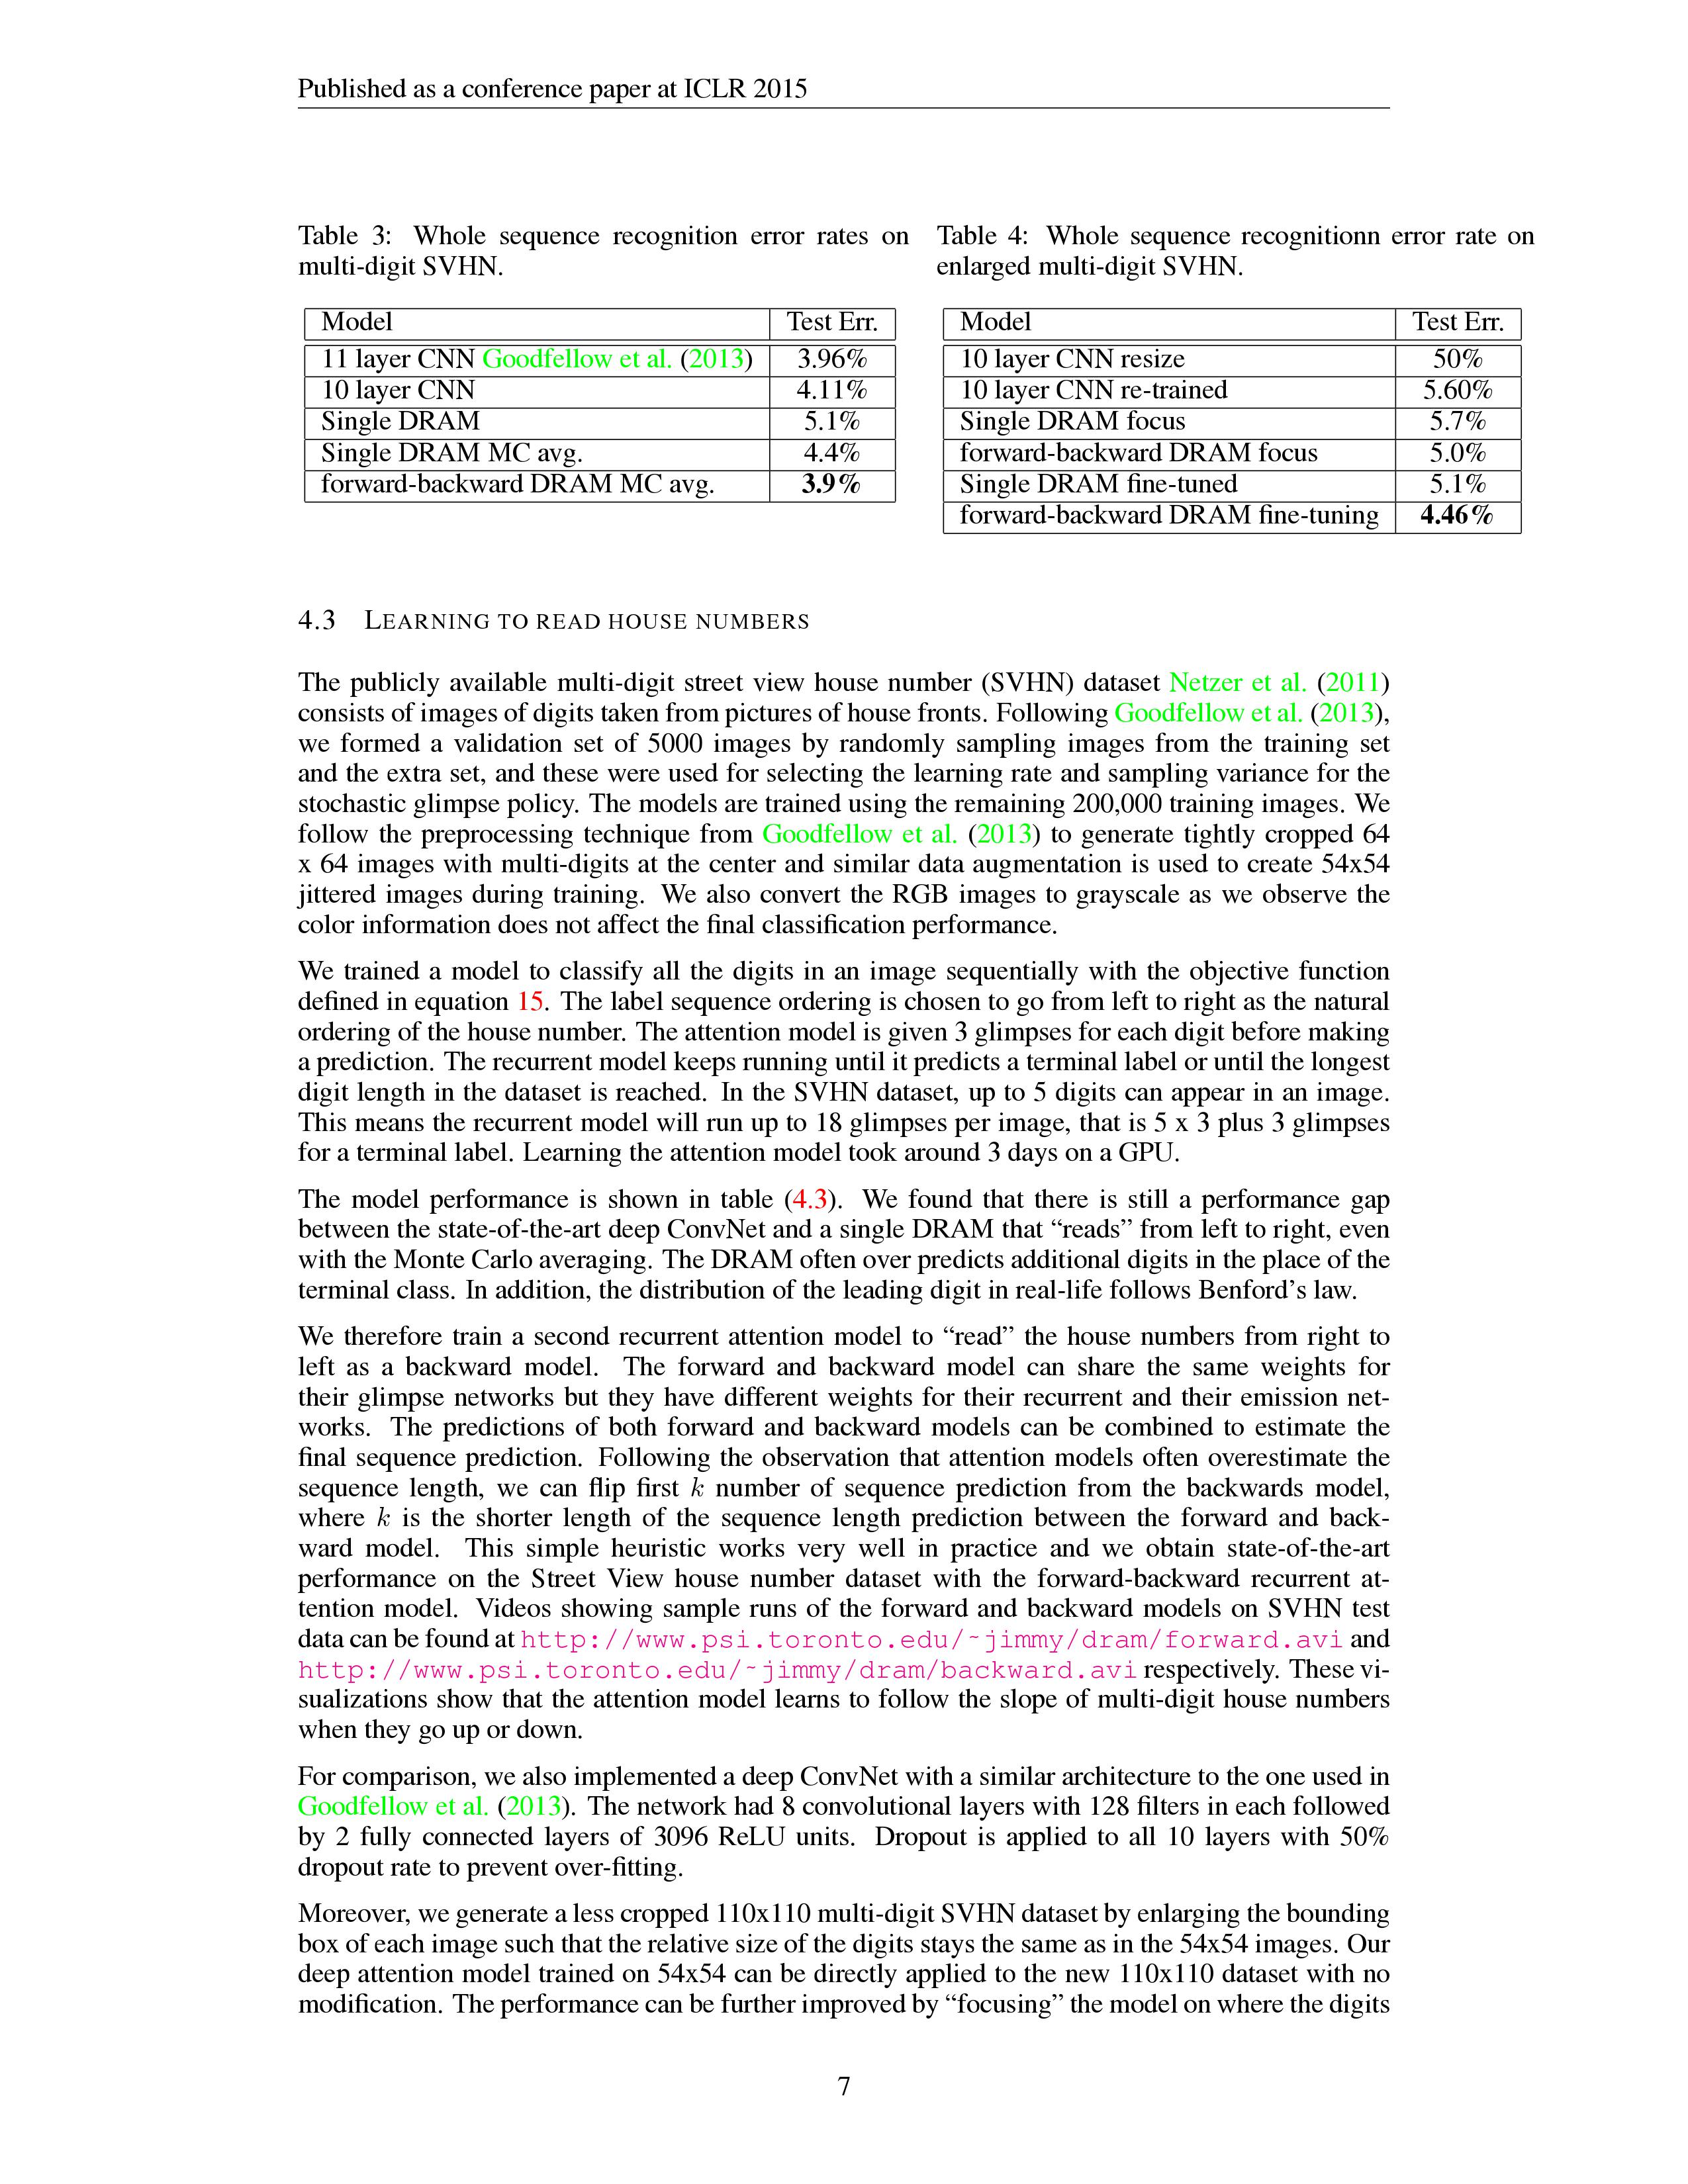 Published as a conference paper at ICLR 2015
Table 3: Whole sequence recognition error rates on
multi-digit SVHN.
Model Test Err.
11 layer CNN Goodfellow et al. (2013) 3.96%
10 layer CNN 4.11%
Single DRAM 5.1%
Single DRAM MC avg. 4.4%
forward-backward DRAM MC avg. 3.9%
Table 4: Whole sequence recognitionn error rate on
enlarged multi-digit SVHN.
Model Test Err.
10 layer CNN resize 50%
10 layer CNN re-trained 5.60%
Single DRAM focus 5.7%
forward-backward DRAM focus 5.0%
Single DRAM fine-tuned 5.1%
forward-backward DRAM fine-tuning 4.46%
4.3 LEARNING TO READ HOUSE NUMBERS
The publicly available multi-digit street view house number (SVHN) dataset Netzer et al. (2011)
consists of images of digits taken from pictures of house fronts. Following Goodfellow et al. (2013),
we formed a validation set of 5000 images by randomly sampling images from the training set
and the extra set, and these were used for selecting the learning rate and sampling variance for the
stochastic glimpse policy. The models are trained using the remaining 200,000 training images. We
follow the preprocessing technique from Goodfellow et al. (2013) to generate tightly cropped 64
x 64 images with multi-digits at the center and similar data augmentation is used to create 54x54
jittered images during training. We also convert the RGB images to grayscale as we observe the
color information does not affect the final classification performance.
We trained a model to classify all the digits in an image sequentially with the objective function
defined in equation 15. The label sequence ordering is chosen to go from left to right as the natural
ordering of the house number. The attention model is given 3 glimpses for each digit before making
a prediction. The recurrent model keeps running until it predicts a terminal label or until the longest
digit length in the dataset is reached. In the SVHN dataset, up to 5 digits can appear in an image.
This means the recurrent model will run up to 18 glimpses per image, that is 5 x 3 plus 3 glimpses
for a terminal label. Learning the attention model took around 3 days on a GPU.
The model performance is shown in table (4.3). We found that there is still a performance gap
between the state-of-the-art deep ConvNet and a single DRAM that “reads” from left to right, even
with the Monte Carlo averaging. The DRAM often over predicts additional digits in the place of the
terminal class. In addition, the distribution of the leading digit in real-life follows Benford’s law.
We therefore train a second recurrent attention model to “read” the house numbers from right to
left as a backward model. The forward and backward model can share the same weights for
their glimpse networks but they have different weights for their recurrent and their emission net-
works. The predictions of both forward and backward models can be combined to estimate the
final sequence prediction. Following the observation that attention models often overestimate the
sequence length, we can flip first k number of sequence prediction from the backwards model,
where k is the shorter length of the sequence length prediction between the forward and back-
ward model. This simple heuristic works very well in practice and we obtain state-of-the-art
performance on the Street View house number dataset with the forward-backward recurrent at-
tention model. Videos showing sample runs of the forward and backward models on SVHN test
data can be found at http://www.psi.toronto.edu/~jimmy/dram/forward.avi and
http://www.psi.toronto.edu/~jimmy/dram/backward.avi respectively. These vi-
sualizations show that the attention model learns to follow the slope of multi-digit house numbers
when they go up or down.
For comparison, we also implemented a deep ConvNet with a similar architecture to the one used in
Goodfellow et al. (2013). The network had 8 convolutional layers with 128 filters in each followed
by 2 fully connected layers of 3096 ReLU units. Dropout is applied to all 10 layers with 50%
dropout rate to prevent over-fitting.
Moreover, we generate a less cropped 110x110 multi-digit SVHN dataset by enlarging the bounding
box of each image such that the relative size of the digits stays the same as in the 54x54 images. Our
deep attention model trained on 54x54 can be directly applied to the new 110x110 dataset with no
modification. The performance can be further improved by “focusing” the model on where the digits
7